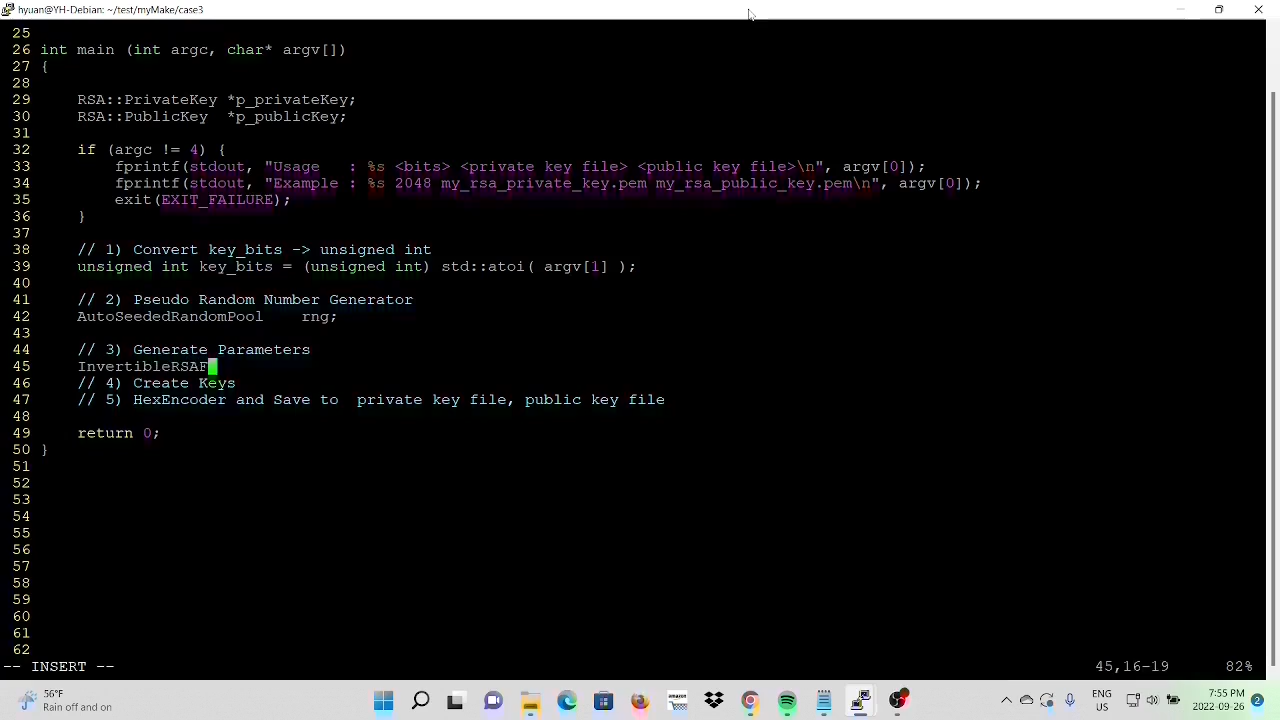 hyuan@YH-Debian: ~/test/myMake/case3
25
26 int main (int argc, char* argv[])
27 {
28
29     RSA::PrivateKey *p_privateKey;
30     RSA::PublicKey  *p_publicKey;
31
32     if (argc != 4) {
33         fprintf(stdout, "Usage   : %s <bits> <private key file> <public key file>\n", argv[0]);
34         fprintf(stdout, "Example : %s 2048 my_rsa_private_key.pem my_rsa_public_key.pem\n", argv[0]);
35         exit(EXIT_FAILURE);
36     }
37
38     // 1) Convert key_bits -> unsigned int
39     unsigned int key_bits = (unsigned int) std::atoi( argv[1] );
40
41     // 2) Pseudo Random Number Generator
42     AutoSeededRandomPool    rng;
43
44     // 3) Generate Parameters
45     InvertibleRSAF
46     // 4) Create Keys
47     // 5) HexEncoder and Save to  private key file, public key file
48
49     return 0;
50 }
51
52
53
54
55
56
57
58
59
60
61
62
-- INSERT -- 45,16-19 82%
56°F
Rain off and on
amazon
ENG
US
7:55 PM
2022-09-26
2